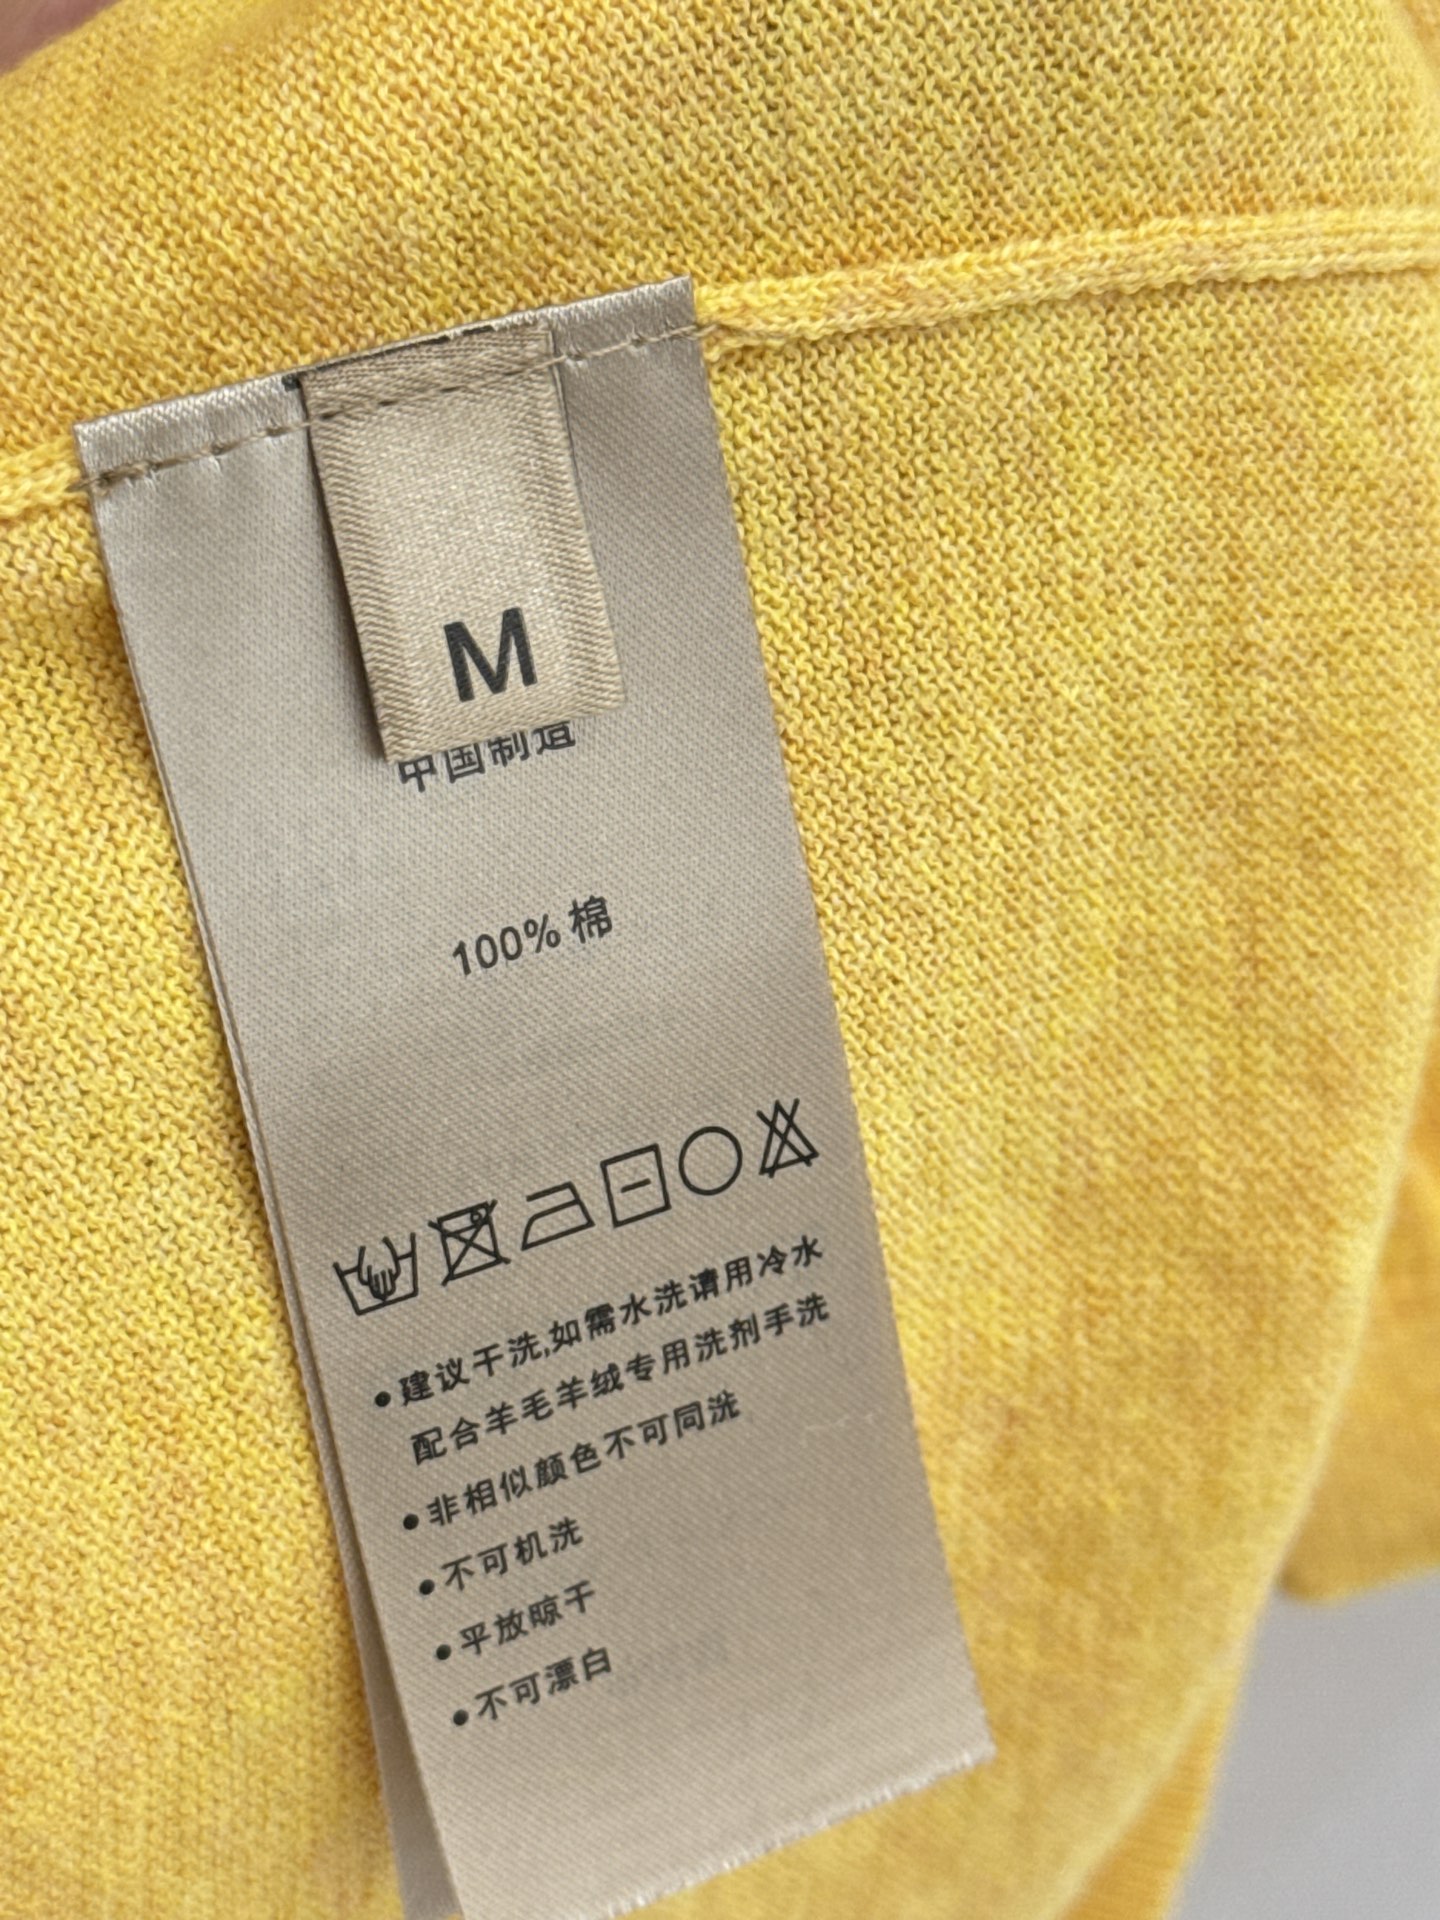 M
中国制造
100% 棉
•建议干洗,如需水洗请用冷水
配合羊毛羊绒专用洗剂手洗
•非相似颜色不可同洗
•不可机洗
•平放晾干
•不可漂白